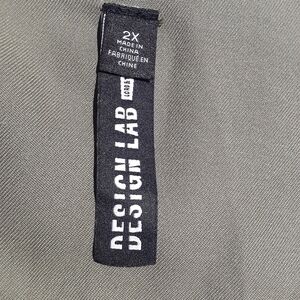 2X
MADE IN
CHINA
FABRIQUÉ EN
CHINE
DESIGN LAB